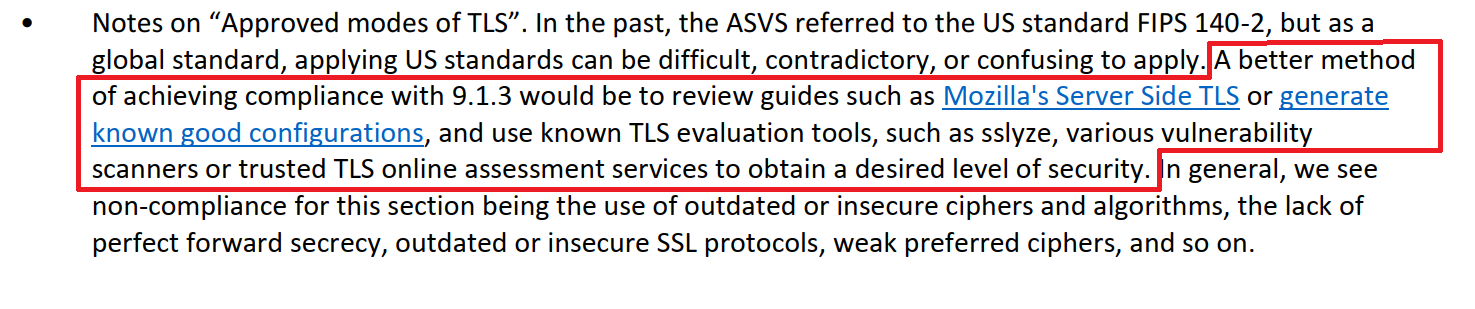 • Notes on “Approved modes of TLS”. In the past, the ASVS referred to the US standard FIPS 140-2, but as a
global standard, applying US standards can be difficult, contradictory, or confusing to apply. A better method
of achieving compliance with 9.1.3 would be to review guides such as Mozilla's Server Side TLS or generate
known good configurations, and use known TLS evaluation tools, such as sslyze, various vulnerability
scanners or trusted TLS online assessment services to obtain a desired level of security. In general, we see
non-compliance for this section being the use of outdated or insecure ciphers and algorithms, the lack of
perfect forward secrecy, outdated or insecure SSL protocols, weak preferred ciphers, and so on.